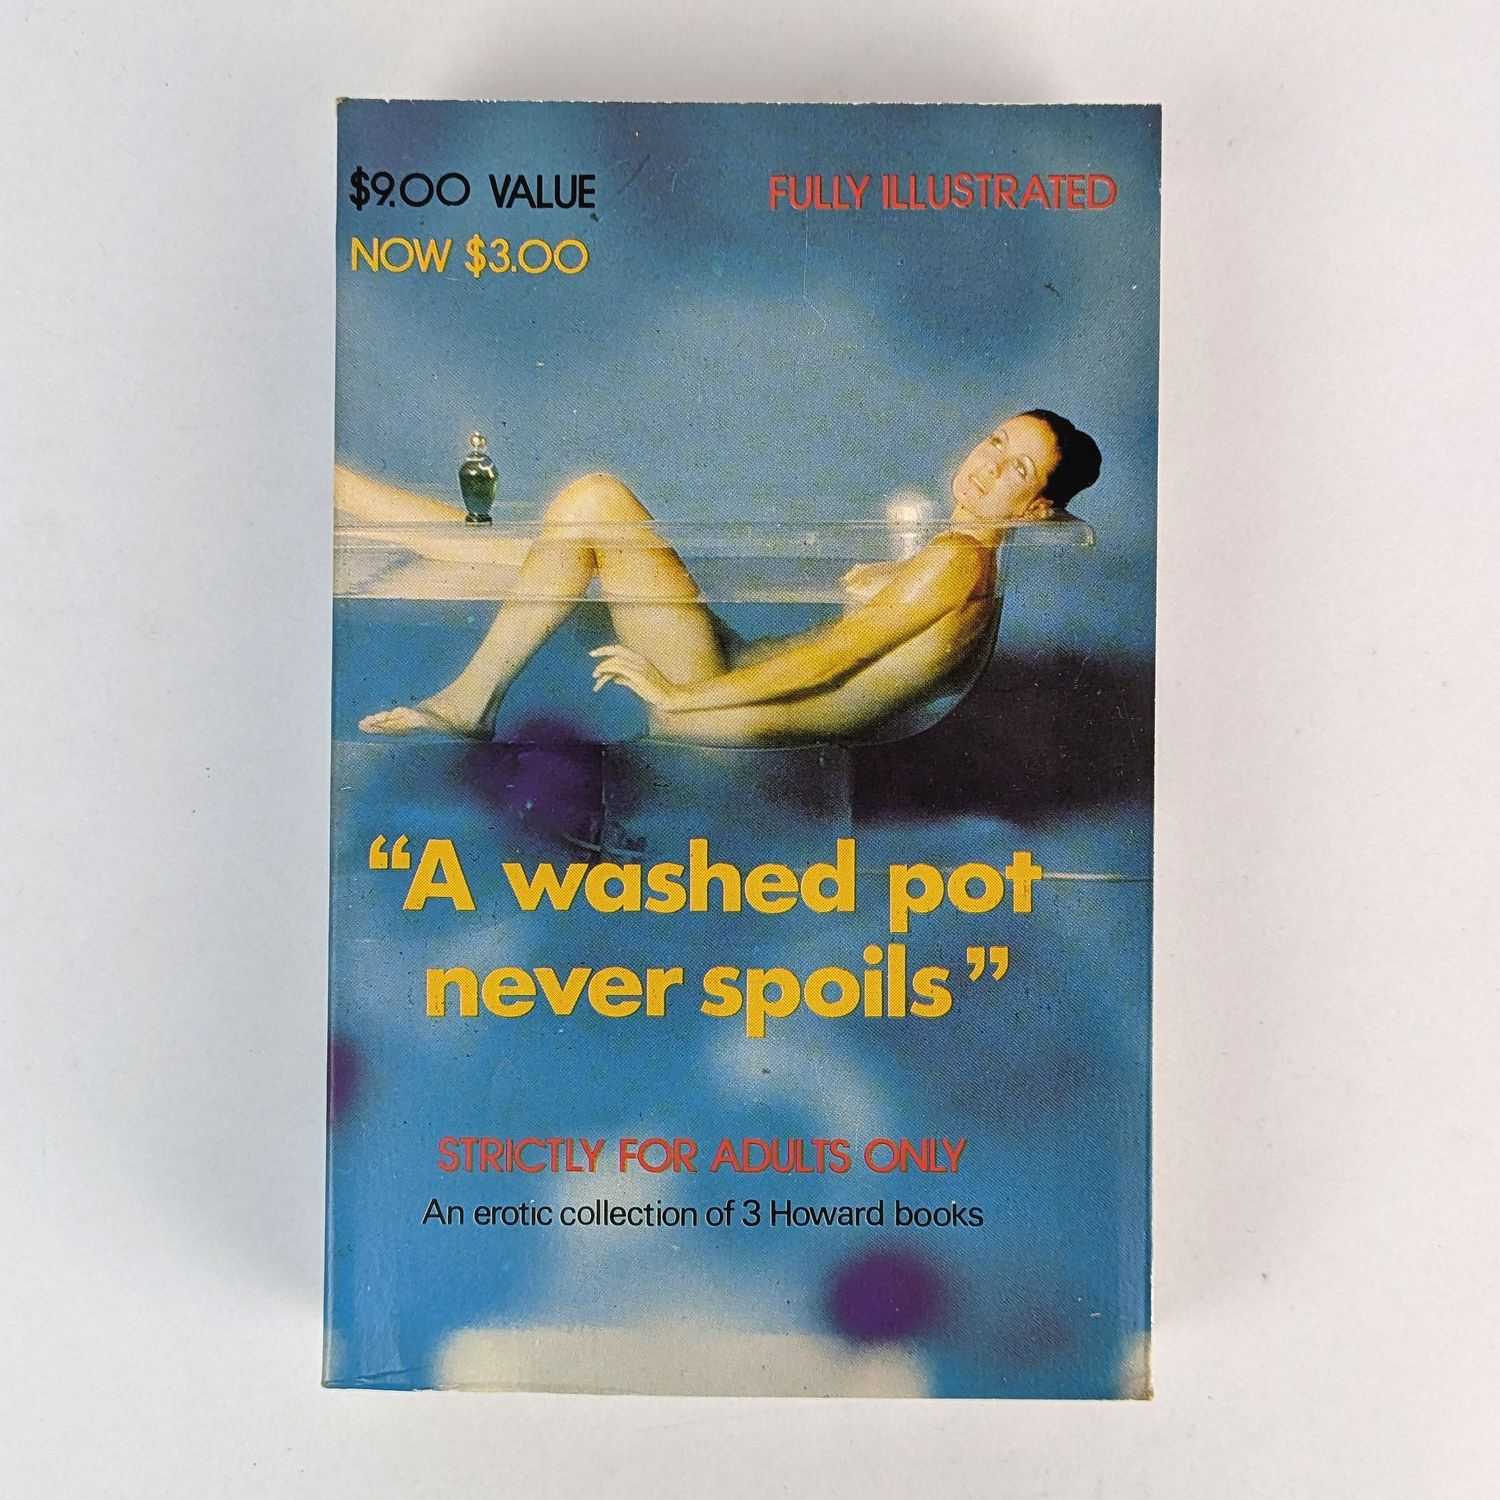 $9.00 VALUE
FULLY ILLUSTRATED
NOW $3.00
“A washed pot
never spoils”
STRICTLY FOR ADULTS ONLY
An erotic collection of 3 Howard books